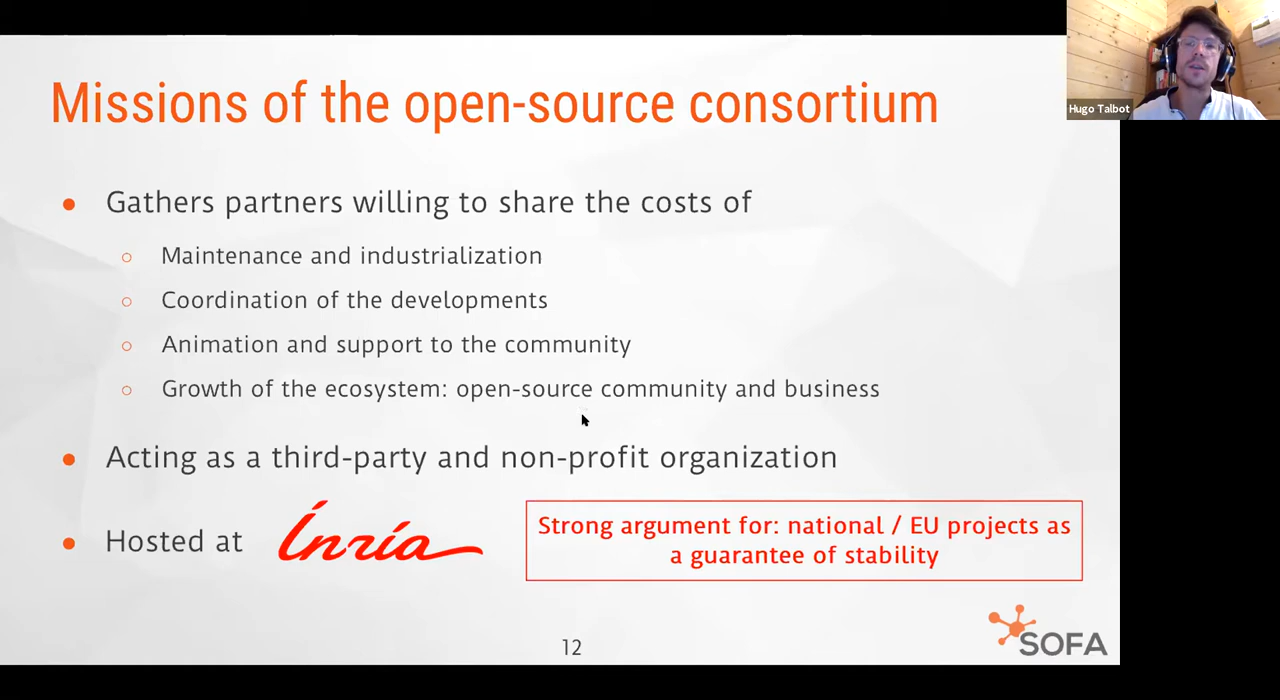 Missions of the open-source consortium
Hugo Talbot
● Gathers partners willing to share the costs of
○ Maintenance and industrialization
○ Coordination of the developments
○ Animation and support to the community
○ Growth of the ecosystem: open-source community and business
● Acting as a third-party and non-profit organization
● Hosted at Inria
Strong argument for: national / EU projects as
a guarantee of stability
12
SOFA